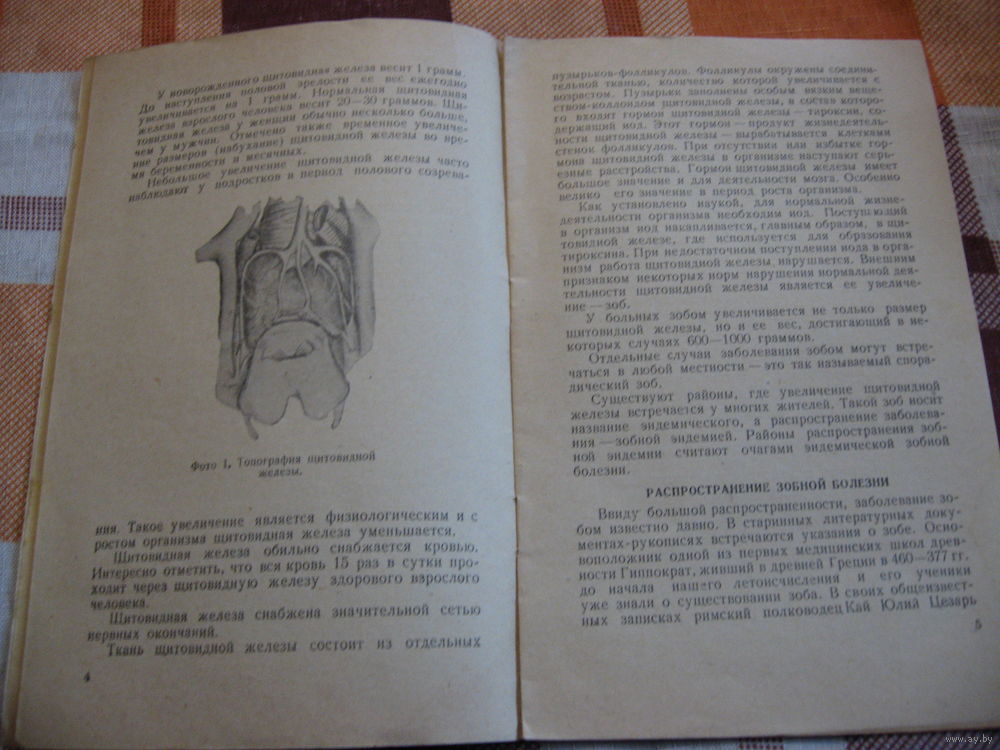 У новорожденного щитовидная железа весит 1 грамм.
До наступления половой зрелости ее вес ежегодно
увеличивается на 1 грамм. Нормальная щитовидная
железа взрослого человека весит 20—30 граммов. Щи-
товидная железа у женщин обычно несколько больше,
чем у мужчин. Отмечено также временное увеличе-
ние размеров (набухание) щитовидной железы во вре-
мя беременности и месячных.
Небольшое увеличение щитовидной железы часто
наблюдают у подростков в период полового созрева-
Фото 1. Топография щитовидной
железы.
ния. Такое увеличение является физиологическим и с
ростом организма щитовидная железа уменьшается.
Щитовидная железа обильно снабжается кровью.
Интересно отметить, что вся кровь 15 раз в сутки про-
ходит через щитовидную железу здорового взрослого
человека.
Щитовидная железа снабжена значительной сетью
нервных окончаний.
Ткань щитовидной железы состоит из отдельных
4
пузырьков-фолликулов. Фолликулы окружены соедини-
тельной тканью, количество которой увеличивается с
возрастом. Пузырьки заполнены особым вязким веще-
ством-коллоидом щитовидной железы, в состав которо-
го входит гормон щитовидной железы — тироксин, со-
держащий иод. Этот гормон — продукт жизнедеятель-
ности щитовидной железы — вырабатывается клетками
стенок фолликулов. При отсутствии или избытке гор-
мона щитовидной железы в организме наступают серь-
езные расстройства. Гормон щитовидной железы имеет
большое значение и для деятельности мозга. Особенно
велико его значение в период роста организма.
Как установлено наукой, для нормальной жизне-
деятельности организма необходим иод. Поступающий
в организм иод накапливается, главным образом, в щи-
товидной железе, где используется для образования
тироксина. При недостаточном поступлении иода в орга-
низм работа щитовидной железы нарушается. Внешним
признаком некоторых норм нарушения нормальной дея-
тельности щитовидной железы является ее увеличе-
ние — зоб.
У больных зобом увеличивается не только размер
щитовидной железы, но и ее вес, достигающий в не-
которых случаях 600—1000 граммов.
Отдельные случаи заболевания зобом могут встре-
чаться в любой местности — это так называемый спора-
дический зоб.
Существуют районы, где увеличение щитовидной
железы встречается у многих жителей. Такой зоб носит
название эндемического, а распространение заболева-
ния — зобной эндемией. Районы распространения зоб-
ной эндемии считают очагами эндемической зобной
болезни.
РАСПРОСТРАНЕНИЕ ЗОБНОЙ БОЛЕЗНИ
Ввиду большой распространенности, заболевание зо-
бом известно давно. В старинных литературных доку-
ментах-рукописях встречаются указания о зобе. Осно-
воположник одной из первых медицинских школ древ-
ности Гиппократ, живший в древней Греции в 460—377 гг.
до начала нашего летоисчисления и его ученики
уже знали о существовании зоба. В своих общеизвест-
ных записках римский полководец Кай Юлий Цезарь
5
www.ay.by